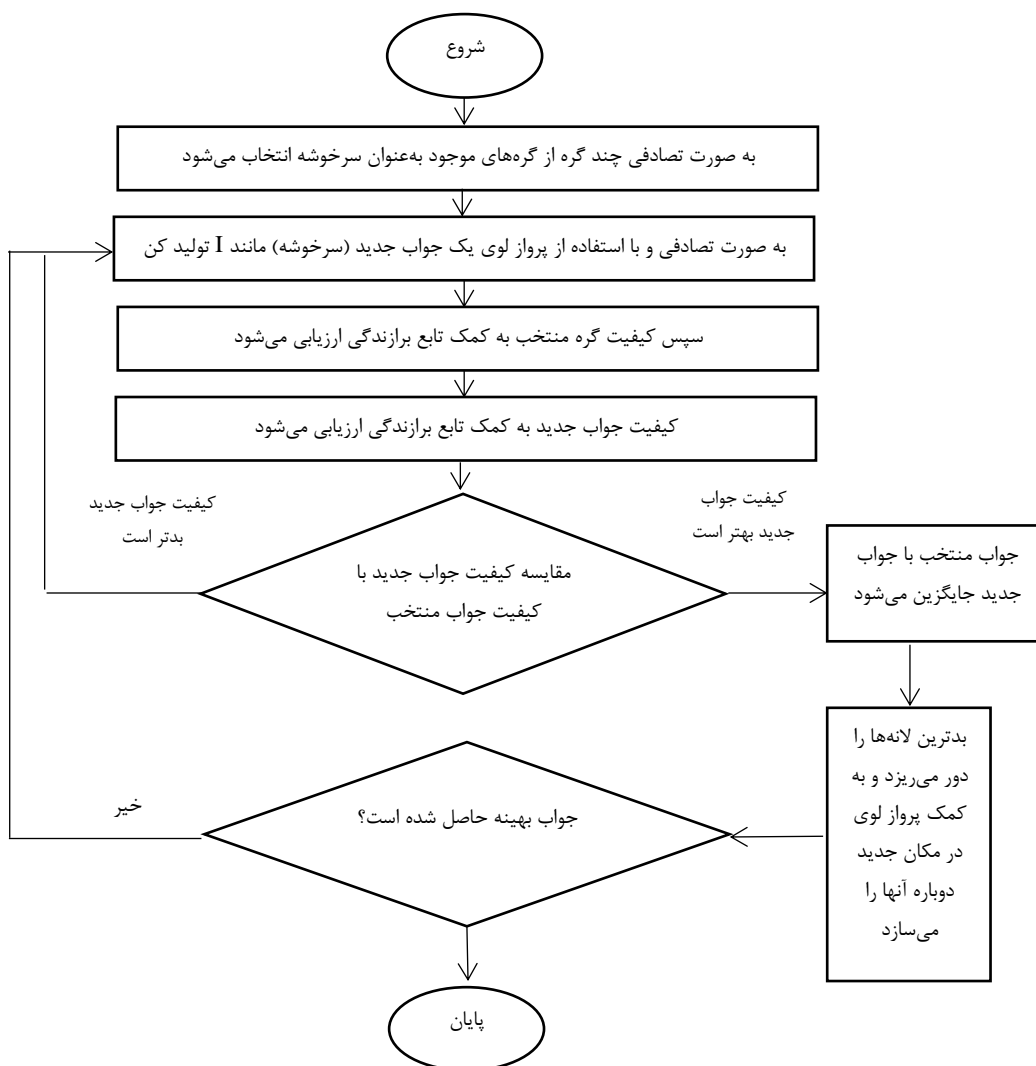 شروع
به صورت تصادفی چند گره از گره‌های موجود به‌عنوان سرخوشه انتخاب می‌شود
به صورت تصادفی و با استفاده از پرواز لوی یک جواب جدید (سرخوشه) مانند I تولید کن
سپس کیفیت گره منتخب به کمک تابع برازندگی ارزیابی می‌شود
کیفیت جواب جدید به کمک تابع برازندگی ارزیابی می‌شود
کیفیت جواب
جدید بهتر است
کیفیت جواب جدید
بدتر است
مقایسه کیفیت جواب جدید با
کیفیت جواب منتخب
جواب منتخب با جواب
جدید جایگزین می‌شود
بدترین لانه‌ها را
دور می‌ریزد و به
کمک پرواز لوی
در مکان جدید
دوباره آنها را
می‌سازد
جواب بهینه حاصل شده است؟
خیر
پایان